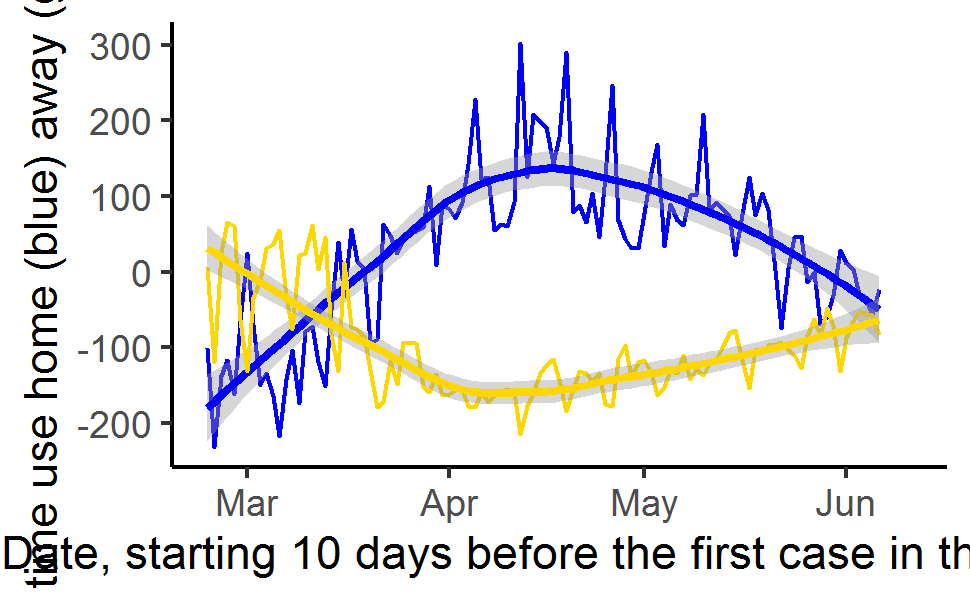 time use home (blue) away (
300
200
100
0
-100
-200
Mar Apr May Jun
Date, starting 10 days before the first case in th